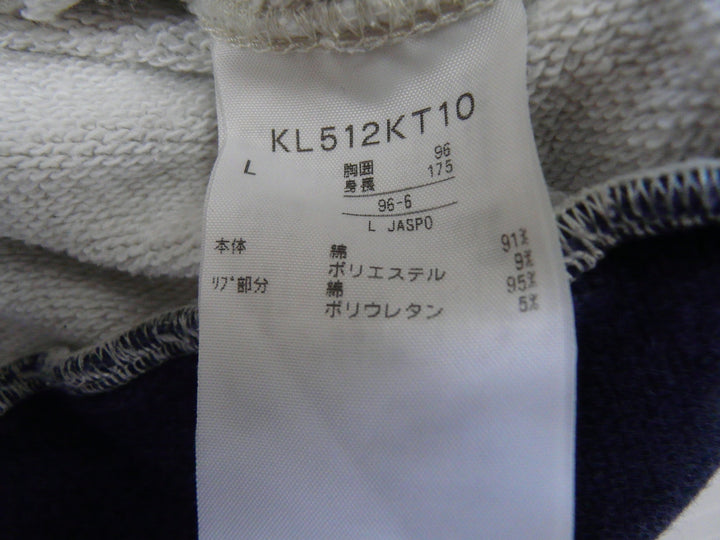 KL512KT10
L 胸囲 96
身長 175
96-6
L JASPO
本体 綿 91%
ポリエステル 9%
リブ部分 綿 95%
ポリウレタン 5%